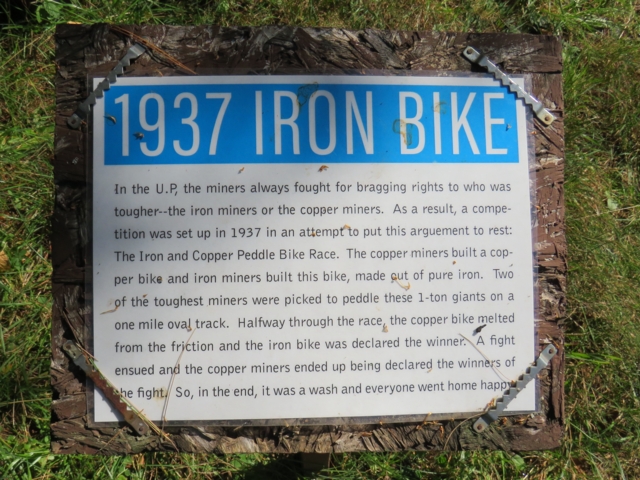 1937 IRON BIKE
In the U.P, the miners always fought for bragging rights to who was
tougher--the iron miners or the copper miners. As a result, a compe-
tition was set up in 1937 in an attempt to put this arguement to rest:
The Iron and Copper Peddle Bike Race. The copper miners built a cop-
per bike and iron miners built this bike, made out of pure iron. Two
of the toughest miners were picked to peddle these 1-ton giants on a
one mile oval track. Halfway through the race, the copper bike melted
from the friction and the iron bike was declared the winner. A fight
ensued and the copper miners ended up being declared the winners of
the fight. So, in the end, it was a wash and everyone went home happy.